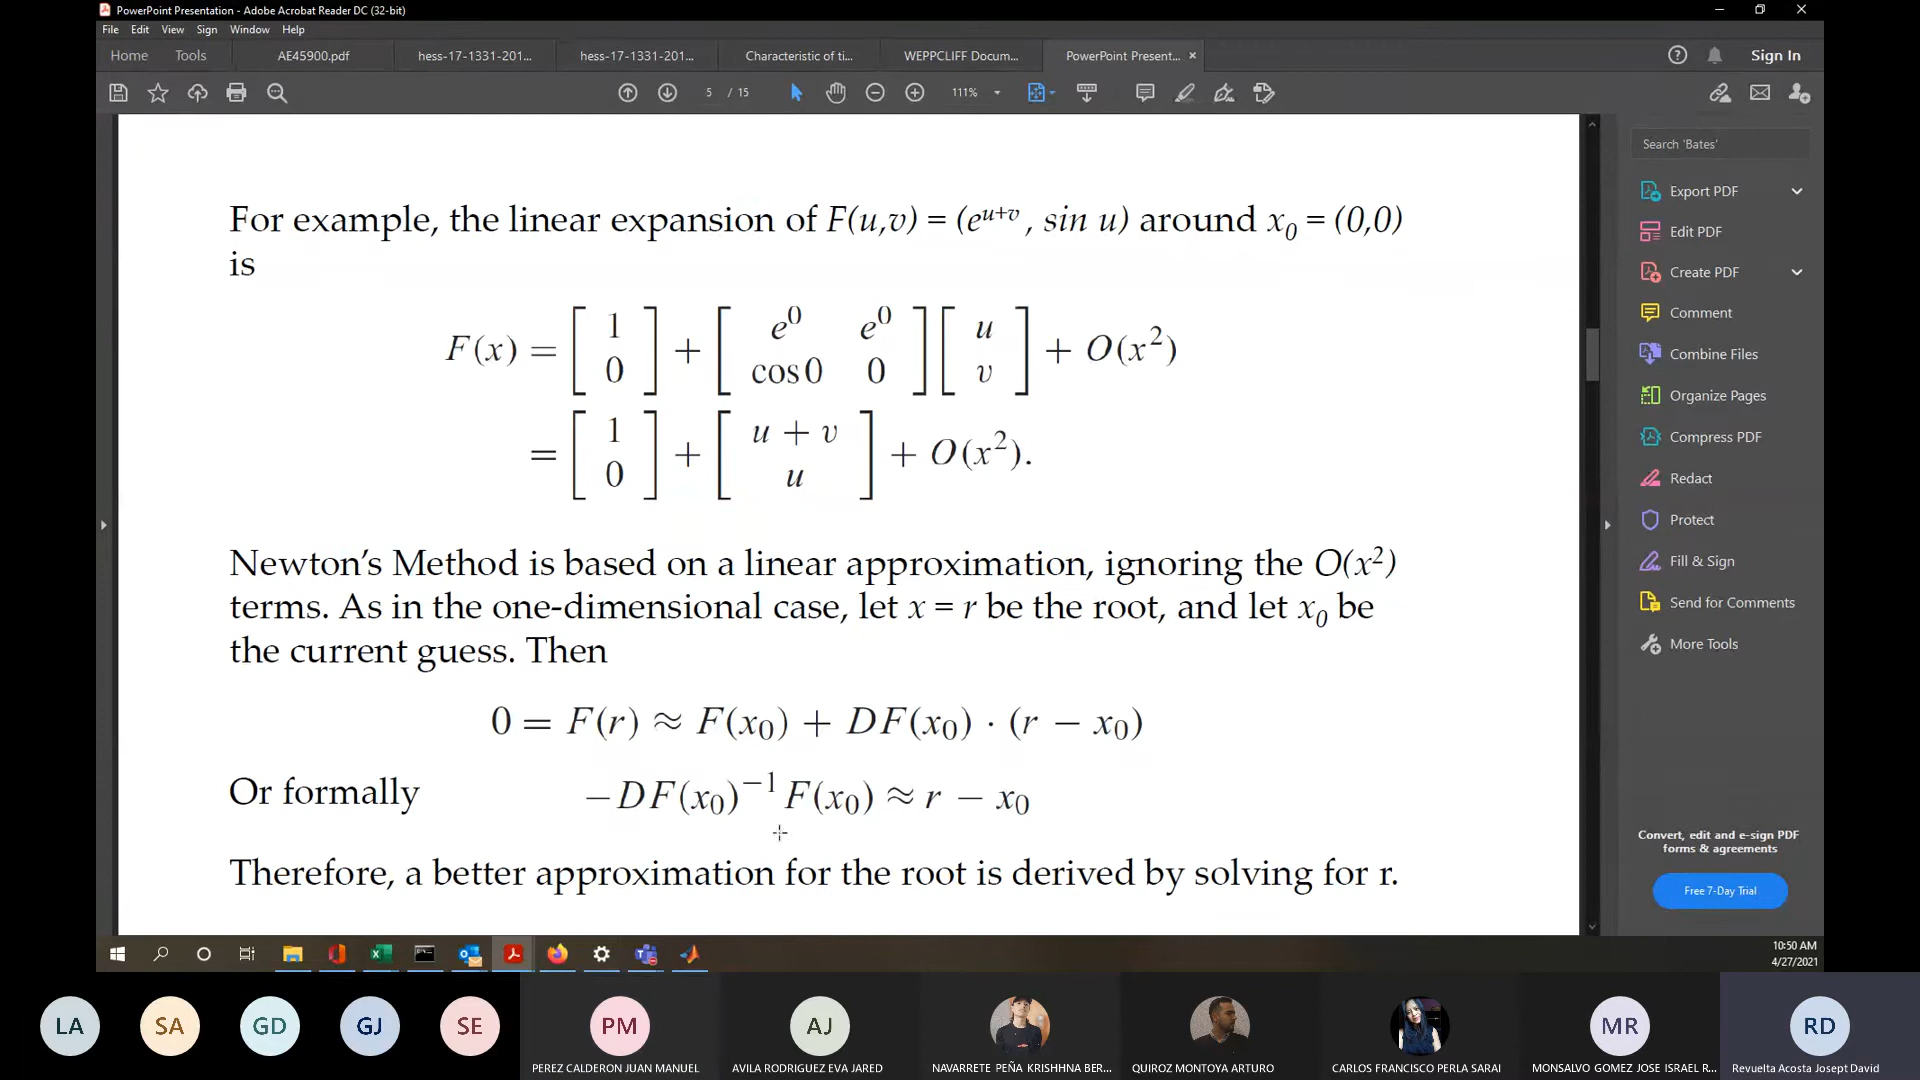 PowerPoint Presentation - Adobe Acrobat Reader DC (32-bit)
File Edit View Sign Window Help
Home Tools AE45900.pdf hess-17-1331-201... hess-17-1331-201... Characteristic of ti... WEPPCLIFF Docum... PowerPoint Present... × Sign In
5 / 15 111%
For example, the linear expansion of F(u,v) = (e^{u+v} , sin u) around x_0 = (0,0)
is
F(x) = [ 1 0 ] + [ e^0 e^0 cos0 0 ] [ u v ] + O(x^2)
= [ 1 0 ] + [ u + v u ] + O(x^2).
Newton’s Method is based on a linear approximation, ignoring the O(x^2)
terms. As in the one-dimensional case, let x = r be the root, and let x_0 be
the current guess. Then
0 = F(r) ≈ F(x_0) + DF(x_0) · (r − x_0)
Or formally −DF(x_0)^{−1} F(x_0) ≈ r − x_0
Therefore, a better approximation for the root is derived by solving for r.
Search 'Bates'
Export PDF
Edit PDF
Create PDF
Comment
Combine Files
Organize Pages
Compress PDF
Redact
Protect
Fill & Sign
Send for Comments
More Tools
Convert, edit and e-sign PDF
forms & agreements
Free 7-Day Trial
10:50 AM
4/27/2021
LA SA GD GJ SE PM AJ MR RD
PEREZ CALDERON JUAN MANUEL AVILA RODRIGUEZ EVA JARED NAVARRETE PEÑA KRISHHNA BER... QUIROZ MONTOYA ARTURO CARLOS FRANCISCO PERLA SARAI MONSALVO GOMEZ JOSE ISRAEL R... Revuelta Acosta Josept David